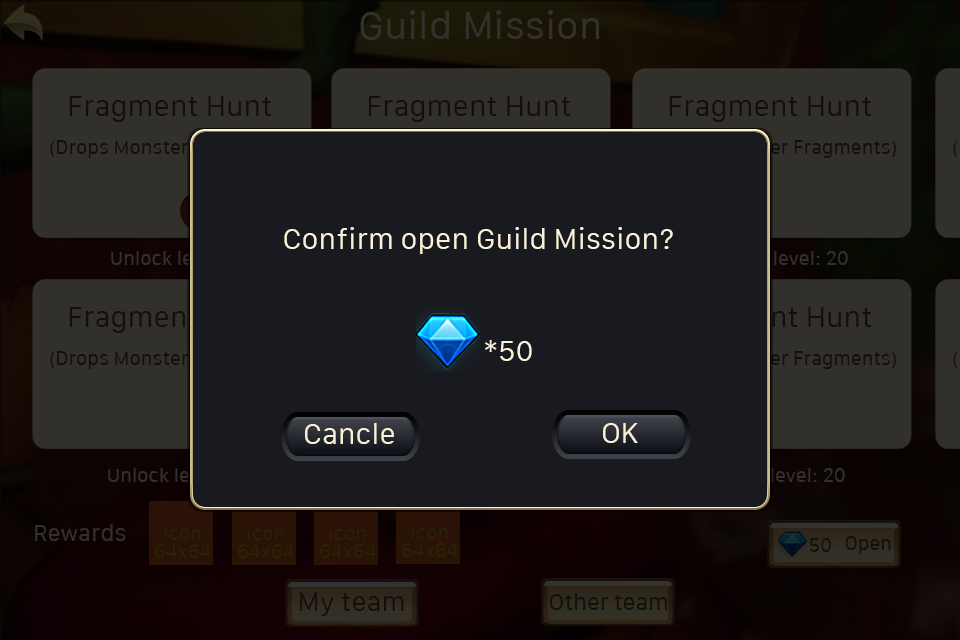 Guild Mission
Fragment Hunt
Fragment Hunt
Fragment Hunt
(Drops Monster
er Fragments)
(
Unlock le
level: 20
Fragmen
nt Hunt
(Drops Monster
er Fragments)
(
Unlock le
level: 20
Confirm open Guild Mission?
*50
Cancle
OK
Rewards
icon
64x64
icon
64x64
icon
64x64
icon
64x64
50 Open
My team
Other team